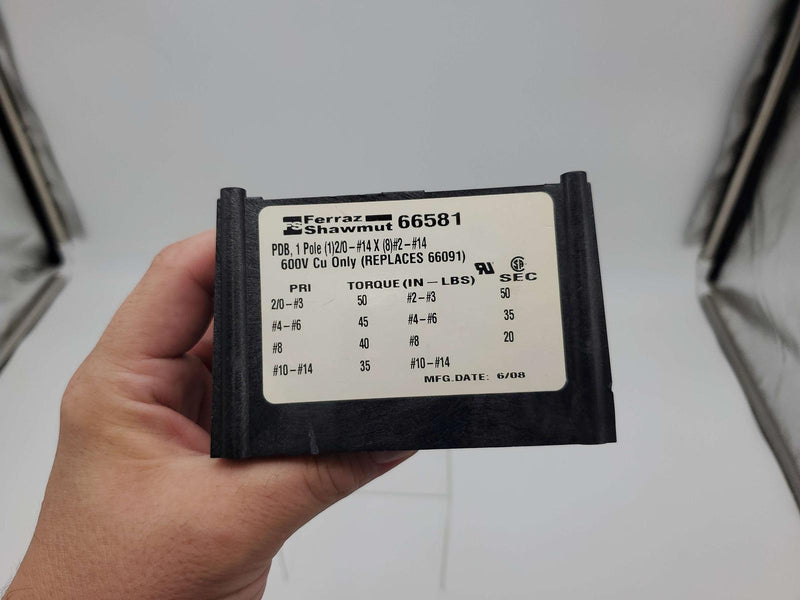 FS Ferraz Shawmut 66581
PDB, 1 Pole (1)2/0-#14 X (8)#2-#14
600V Cu Only (REPLACES 66091)
PRI TORQUE (IN-LBS) SEC
2/0-#3 50 #2-#3 50
#4-#6 45 #4-#6 35
#8 40 #8 20
#10-#14 35 #10-#14
MFG.DATE: 6/08